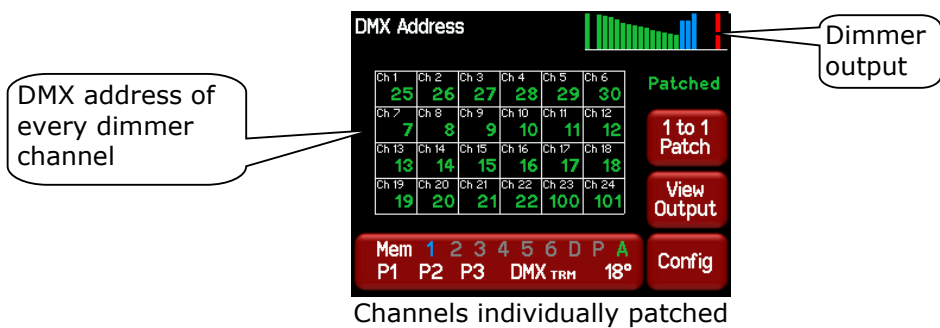 DMX Address
Dimmer
output
DMX address of
every dimmer
channel
Ch 1 Ch 2 Ch 3 Ch 4 Ch 5 Ch 6
25 26 27 28 29 30
Ch 7 Ch 8 Ch 9 Ch 10 Ch 11 Ch 12
7 8 9 10 11 12
Ch 13 Ch 14 Ch 15 Ch 16 Ch 17 Ch 18
13 14 15 16 17 18
Ch 19 Ch 20 Ch 21 Ch 22 Ch 23 Ch 24
19 20 21 22 100 101
Patched
1 to 1
Patch
View
Output
Config
Mem 1 2 3 4 5 6 D P A
P1 P2 P3 DMX TRM 18°
Channels individually patched